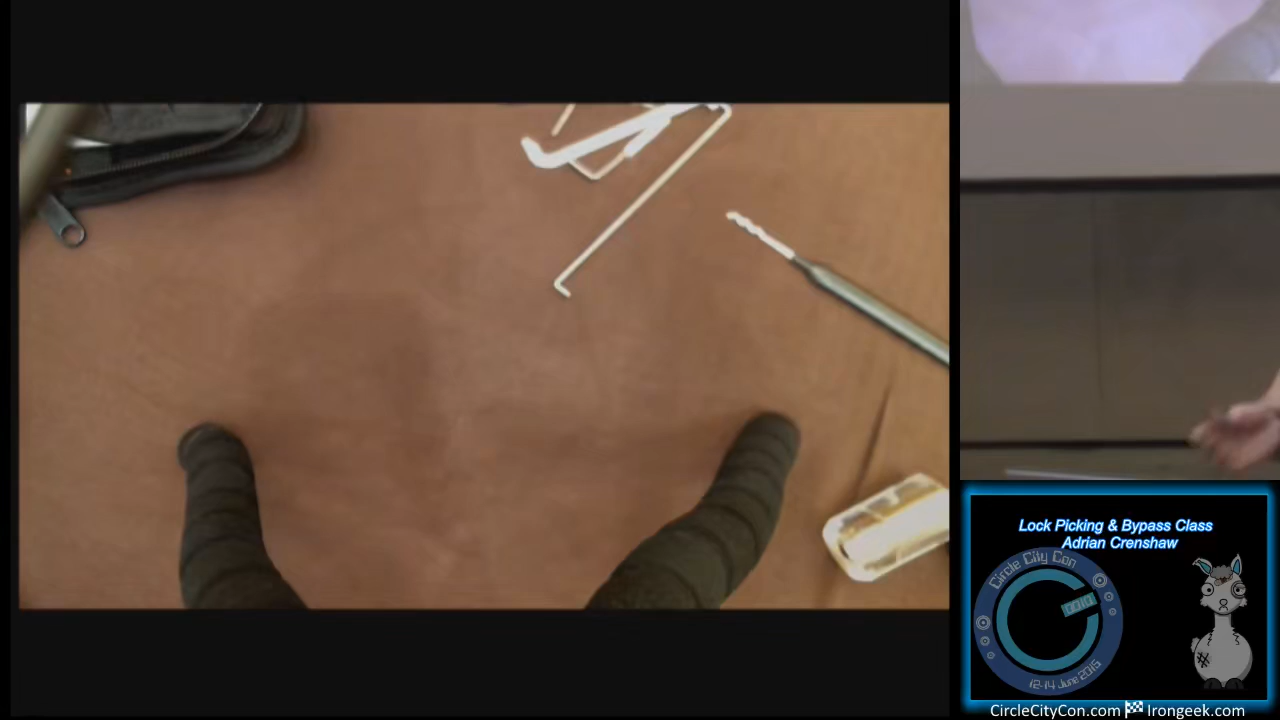 Lock Picking & Bypass Class
Adrian Crenshaw
Circle City Con
12-14 June 2015
CircleCityCon.com Irongeek.com